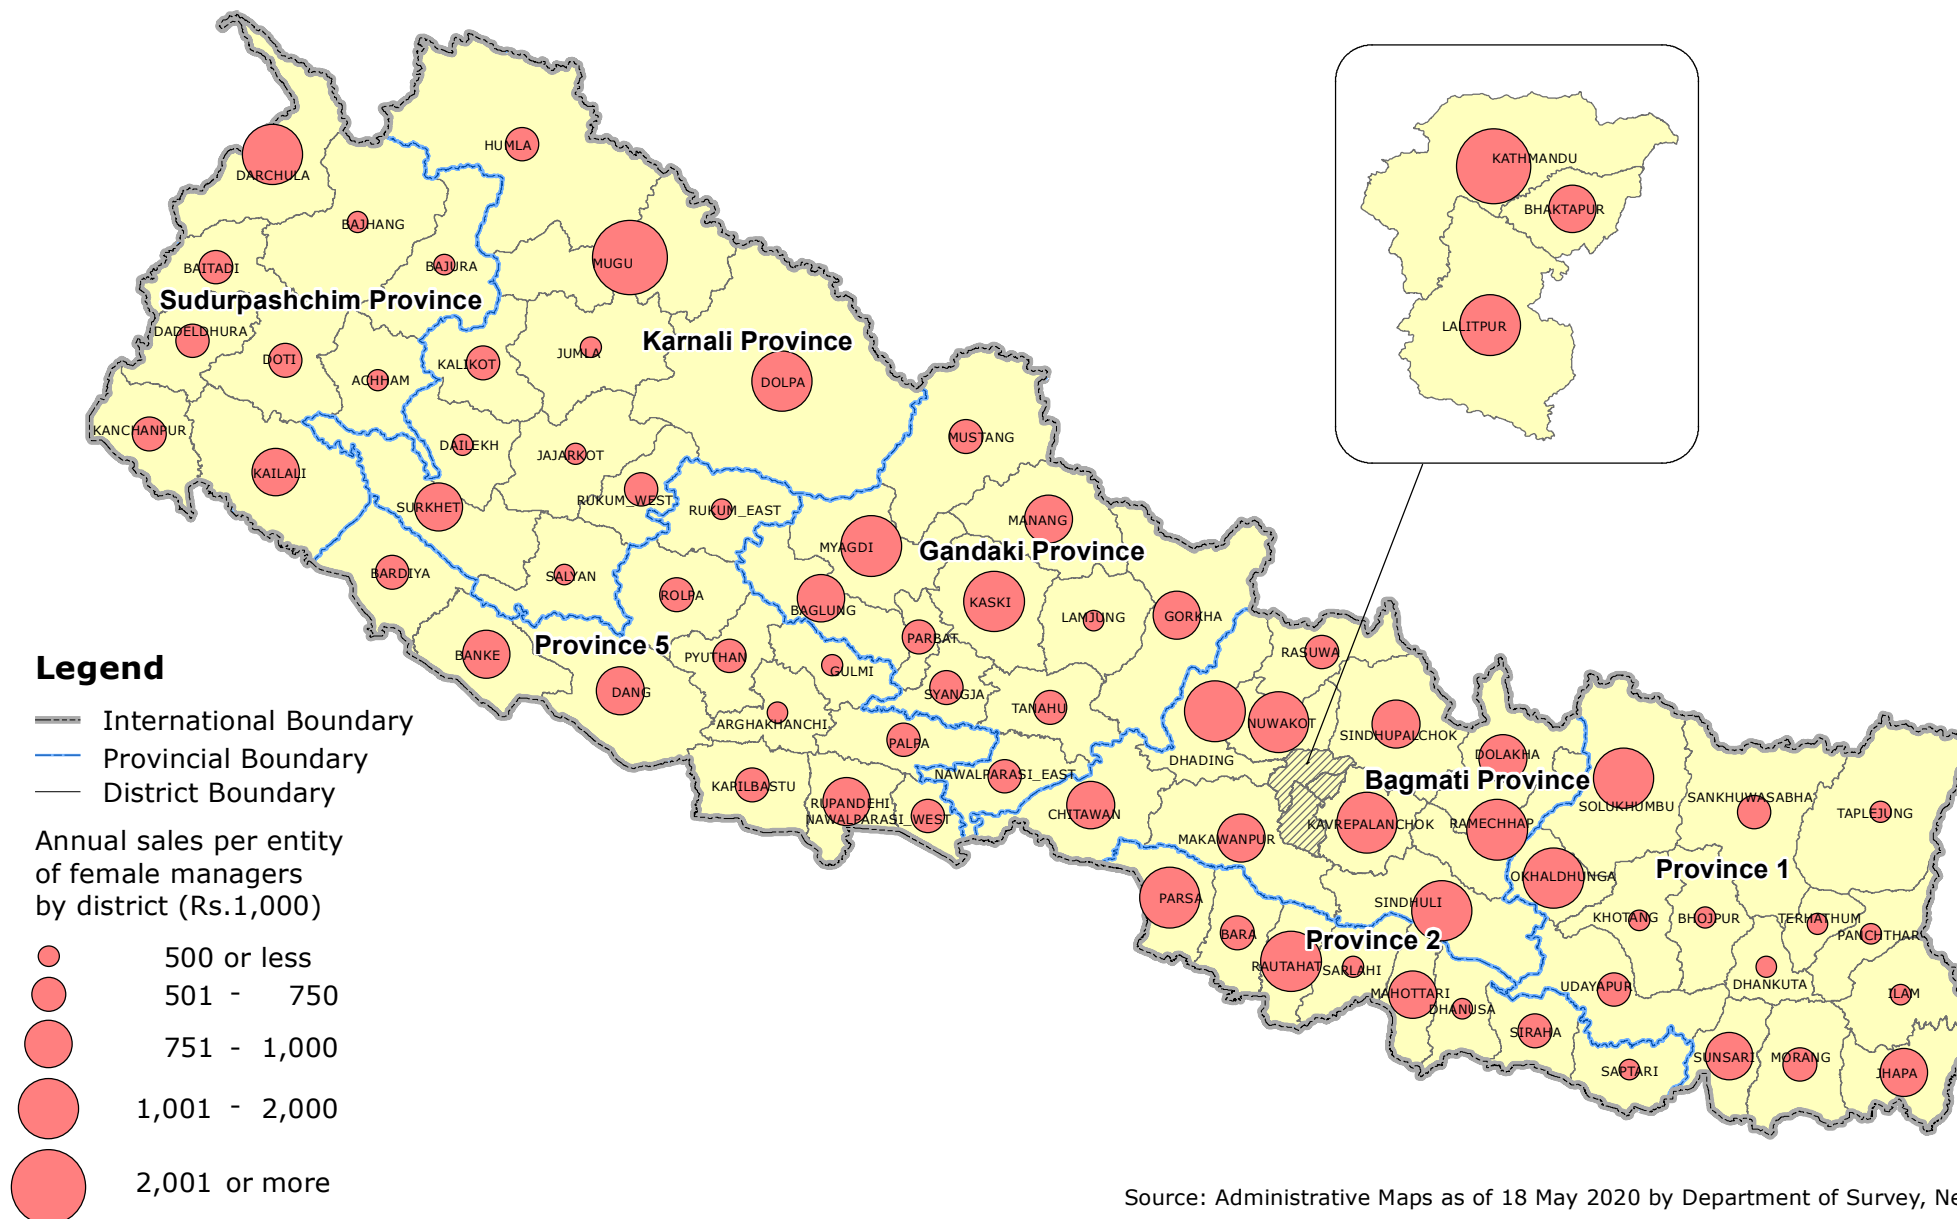 HUMLA
KATHMANDU
DARCHULA
BHAKTAPUR
BAJHANG
MUGU
BAJURA
BAITADI
Sudurpashchim Province
LALITPUR
DADELDHURA
Karnali Province
JUMLA
DOTI
KALIKOT
ACHHAM
DOLPA
KANCHANPUR
MUSTANG
DAILEKH
JAJARKOT
KAILALI
RUKUM_WEST
SURKHET
RUKUM_EAST
MANANG
MYAGDI
Gandaki Province
BARDIYA
SALYAN
ROLPA
KASKI
BAGLUNG
LAMJUNG
GORKHA
PARBAT
Province 5
RASUWA
BANKE
PYUTHAN
GULMI
DANG
SYANGJA
TANAHU
ARGHAKHANCHI
NUWAKOT
SINDHUPALCHOK
PALPA
DOLAKHA
DHADING
NAWALPARASI_EAST
Bagmati Province
KAPILBASTU
RUPANDEHI
NAWALPARASI_WEST
CHITAWAN
SOLUKHUMBU
SANKHUWASABHA
TAPLEJUNG
MAKAWANPUR
KAVREPALANCHOK
RAMECHHAP
Province 1
OKHALDHUNGA
PARSA
SINDHULI
KHOTANG
BHOJPUR
TERHATHUM
PANCHTHAR
BARA
Province 2
RAUTAHAT
SARLAHI
MAHOTTARI
DHANUSA
UDAYAPUR
DHANKUTA
ILAM
SIRAHA
SAPTARI
SUNSARI
MORANG
JHAPA
Legend
International Boundary
Provincial Boundary
District Boundary
Annual sales per entity
of female managers
by district (Rs.1,000)
500 or less
501 - 750
751 - 1,000
1,001 - 2,000
2,001 or more
Source: Administrative Maps as of 18 May 2020 by Department of Survey, Ne